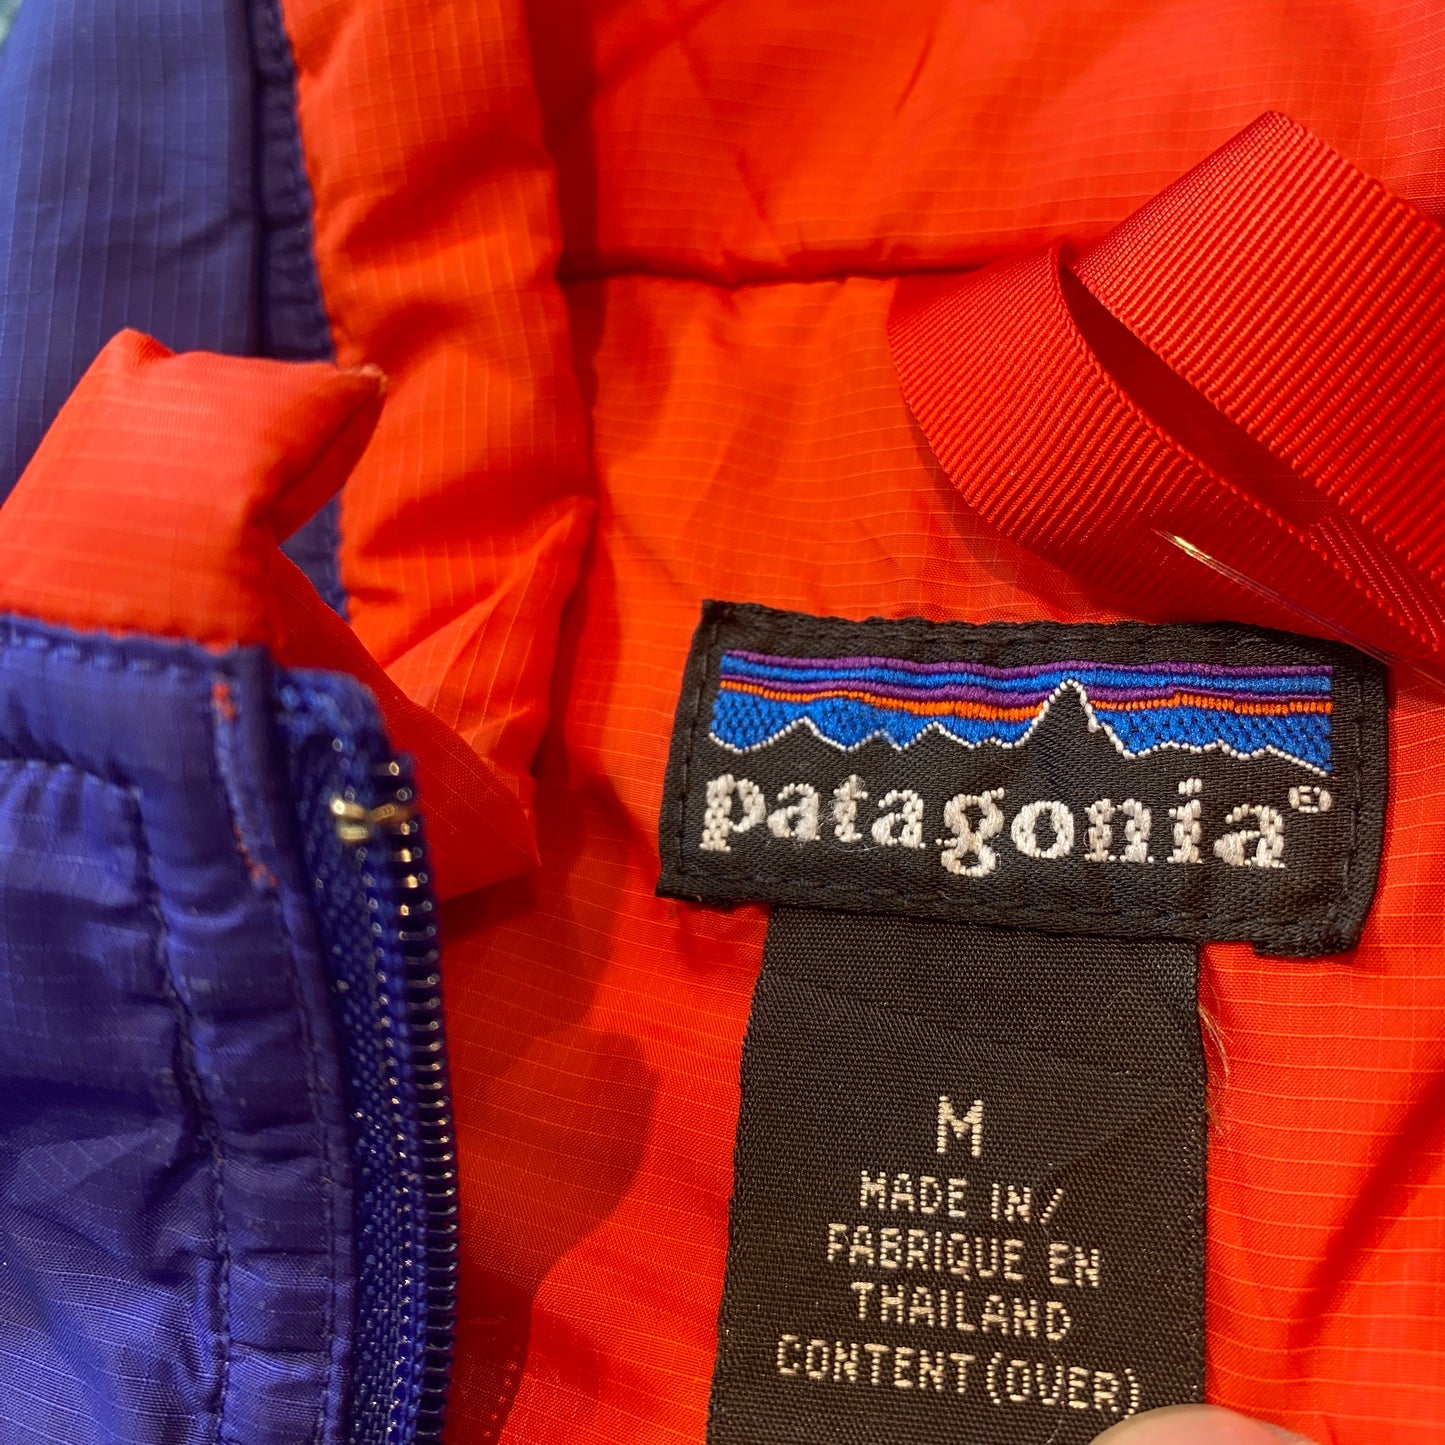 patagonia®
M
MADE IN/
FABRIQUE EN
THAILAND
CONTENT (OVER)